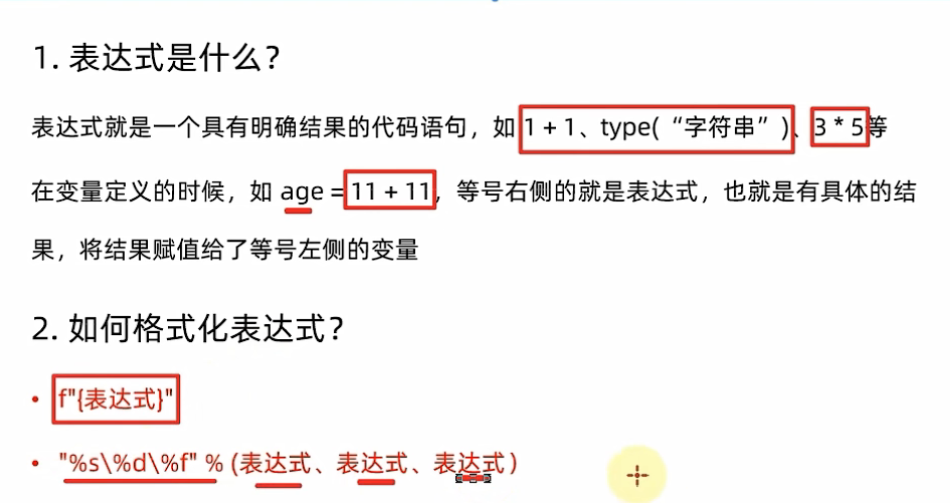 1. 表达式是什么?
表达式就是一个具有明确结果的代码语句，如 1 + 1、type(“字符串”)、3 * 5等
在变量定义的时候，如 age = 11 + 11，等号右侧的就是表达式，也就是有具体的结
果，将结果赋值给了等号左侧的变量
2. 如何格式化表达式?
• f"{表达式}"
• "%s\%d\%f" % (表达式、表达式、表达式)